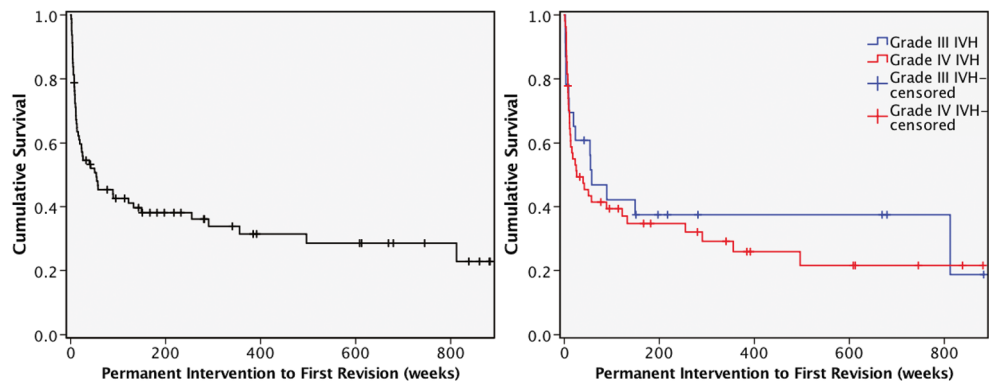 1.0
0.8
0.6
0.4
0.2
0.0
Cumulative Survival
0 200 400 600 800
Permanent Intervention to First Revision (weeks)
1.0
0.8
0.6
0.4
0.2
0.0
Cumulative Survival
Grade III IVH
Grade IV IVH
Grade III IVH-
censored
Grade IV IVH-
censored
0 200 400 600 800
Permanent Intervention to First Revision (weeks)